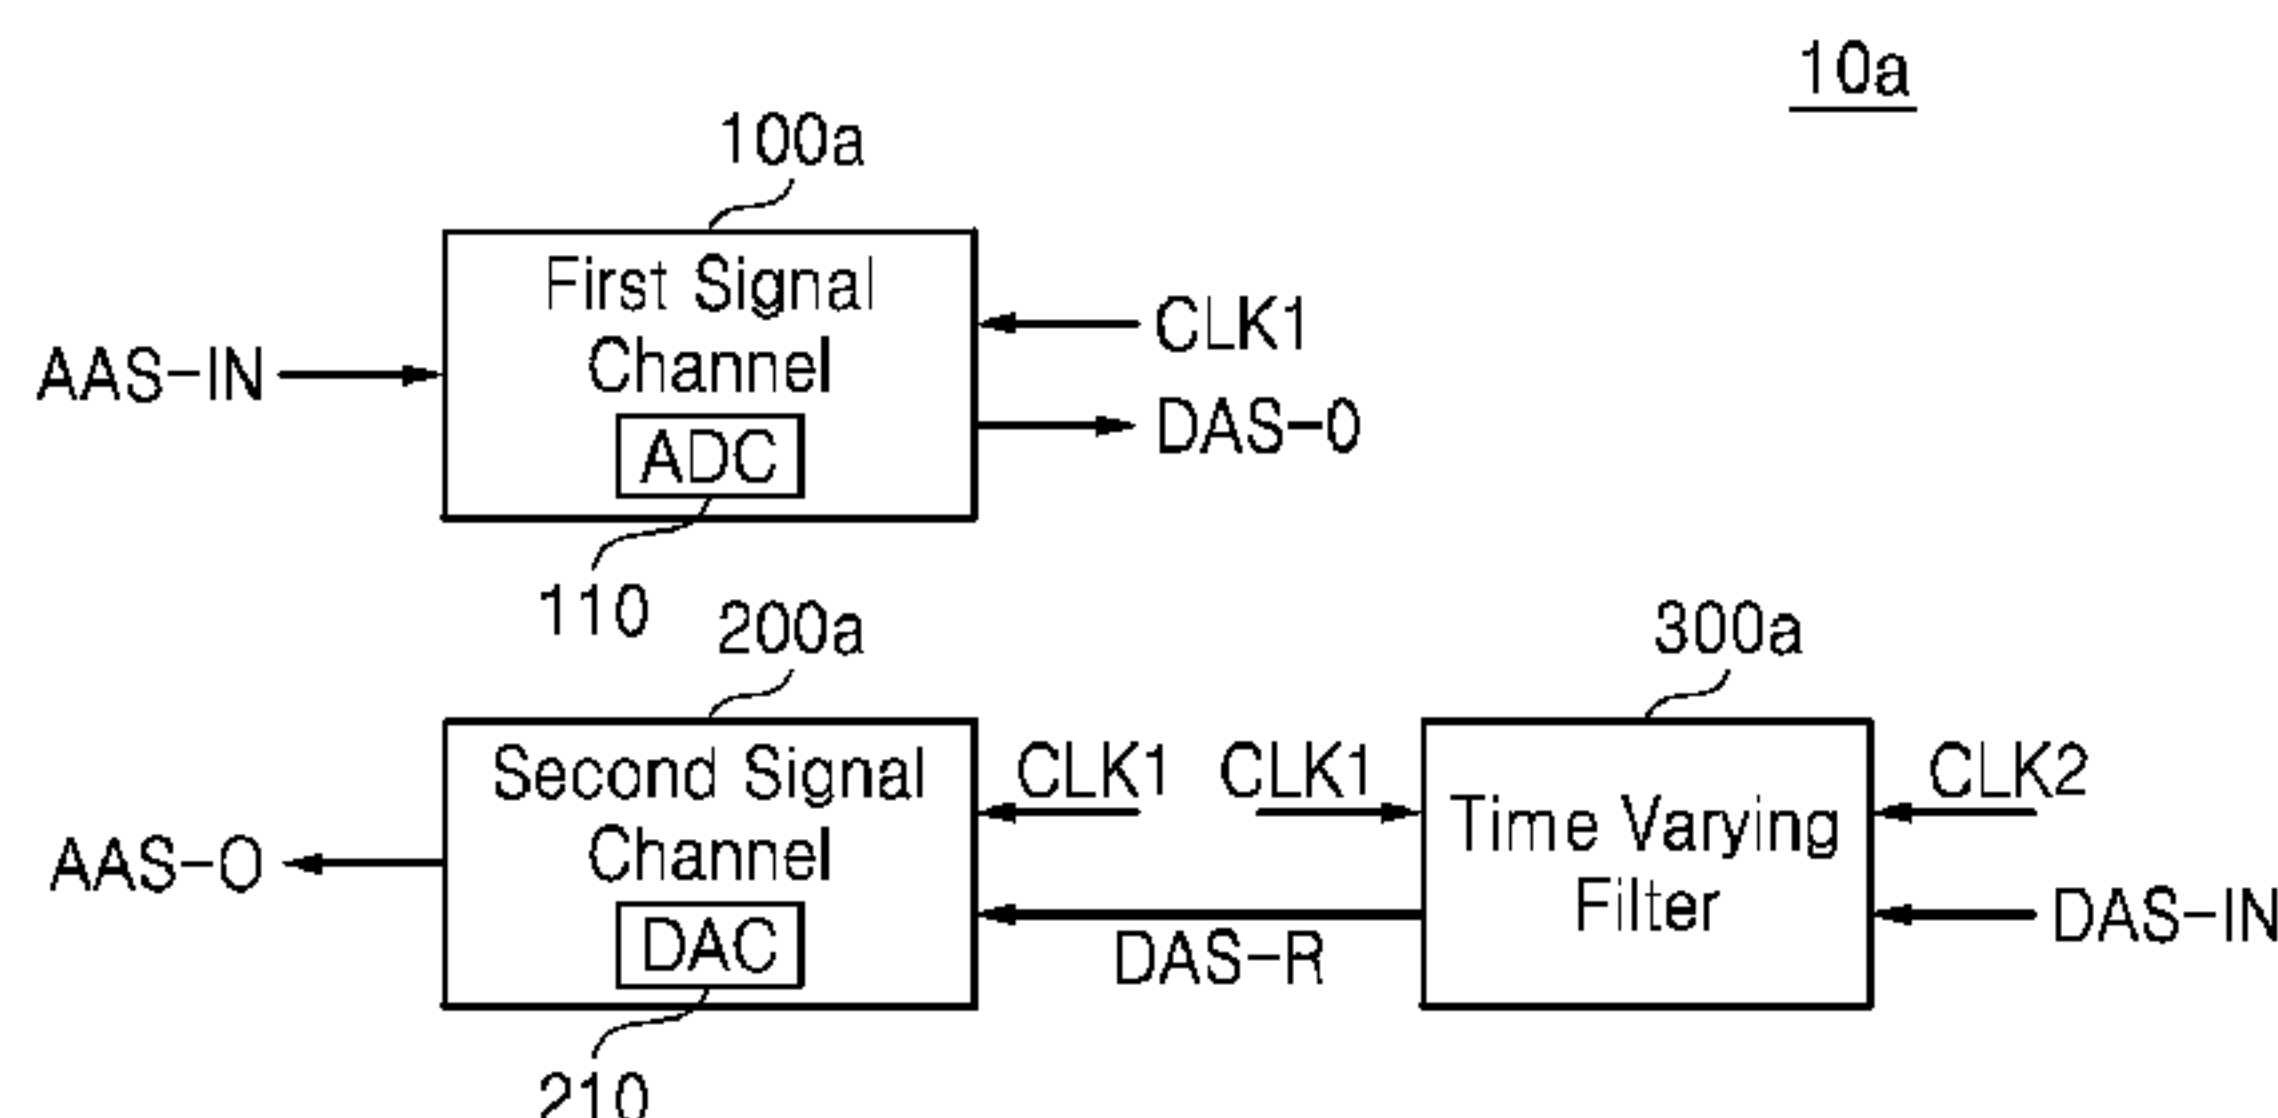 10a
100a
First Signal
Channel
ADC
AAS-IN
CLK1
DAS-0
110
200a
300a
Second Signal
Channel
DAC
AAS-O
CLK1
CLK1
DAS-R
Time Varying
Filter
CLK2
DAS-IN
210